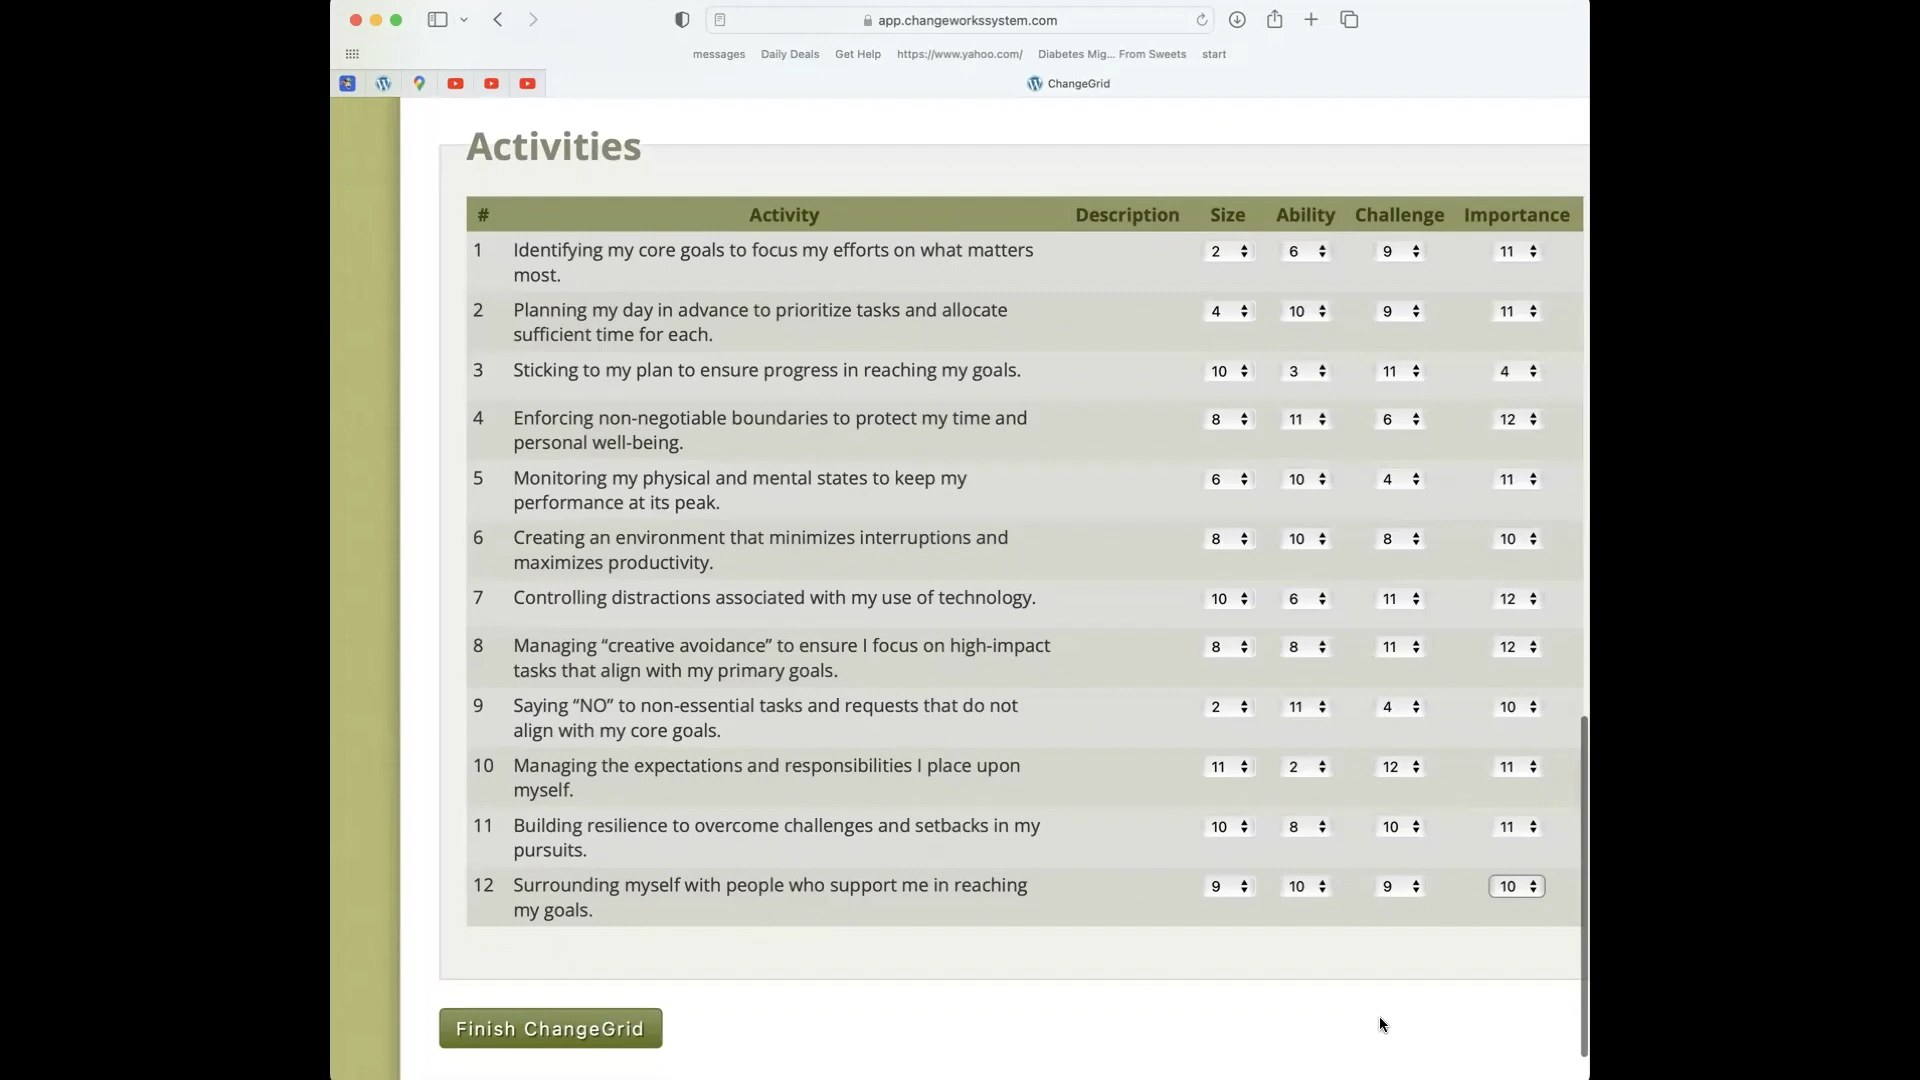 app.changeworkssystem.com
messages Daily Deals Get Help https://www.yahoo.com/ Diabetes Mig... From Sweets start
ChangeGrid
Activities
# Activity Description Size Ability Challenge Importance
1 Identifying my core goals to focus my efforts on what matters 2 6 9 11
most.
2 Planning my day in advance to prioritize tasks and allocate 4 10 9 11
sufficient time for each.
3 Sticking to my plan to ensure progress in reaching my goals. 10 3 11 4
4 Enforcing non-negotiable boundaries to protect my time and 8 11 6 12
personal well-being.
5 Monitoring my physical and mental states to keep my 6 10 4 11
performance at its peak.
6 Creating an environment that minimizes interruptions and 8 10 8 10
maximizes productivity.
7 Controlling distractions associated with my use of technology. 10 6 11 12
8 Managing “creative avoidance” to ensure I focus on high-impact 8 8 11 12
tasks that align with my primary goals.
9 Saying “NO” to non-essential tasks and requests that do not 2 11 4 10
align with my core goals.
10 Managing the expectations and responsibilities I place upon 11 2 12 11
myself.
11 Building resilience to overcome challenges and setbacks in my 10 8 10 11
pursuits.
12 Surrounding myself with people who support me in reaching 9 10 9 10
my goals.
Finish ChangeGrid